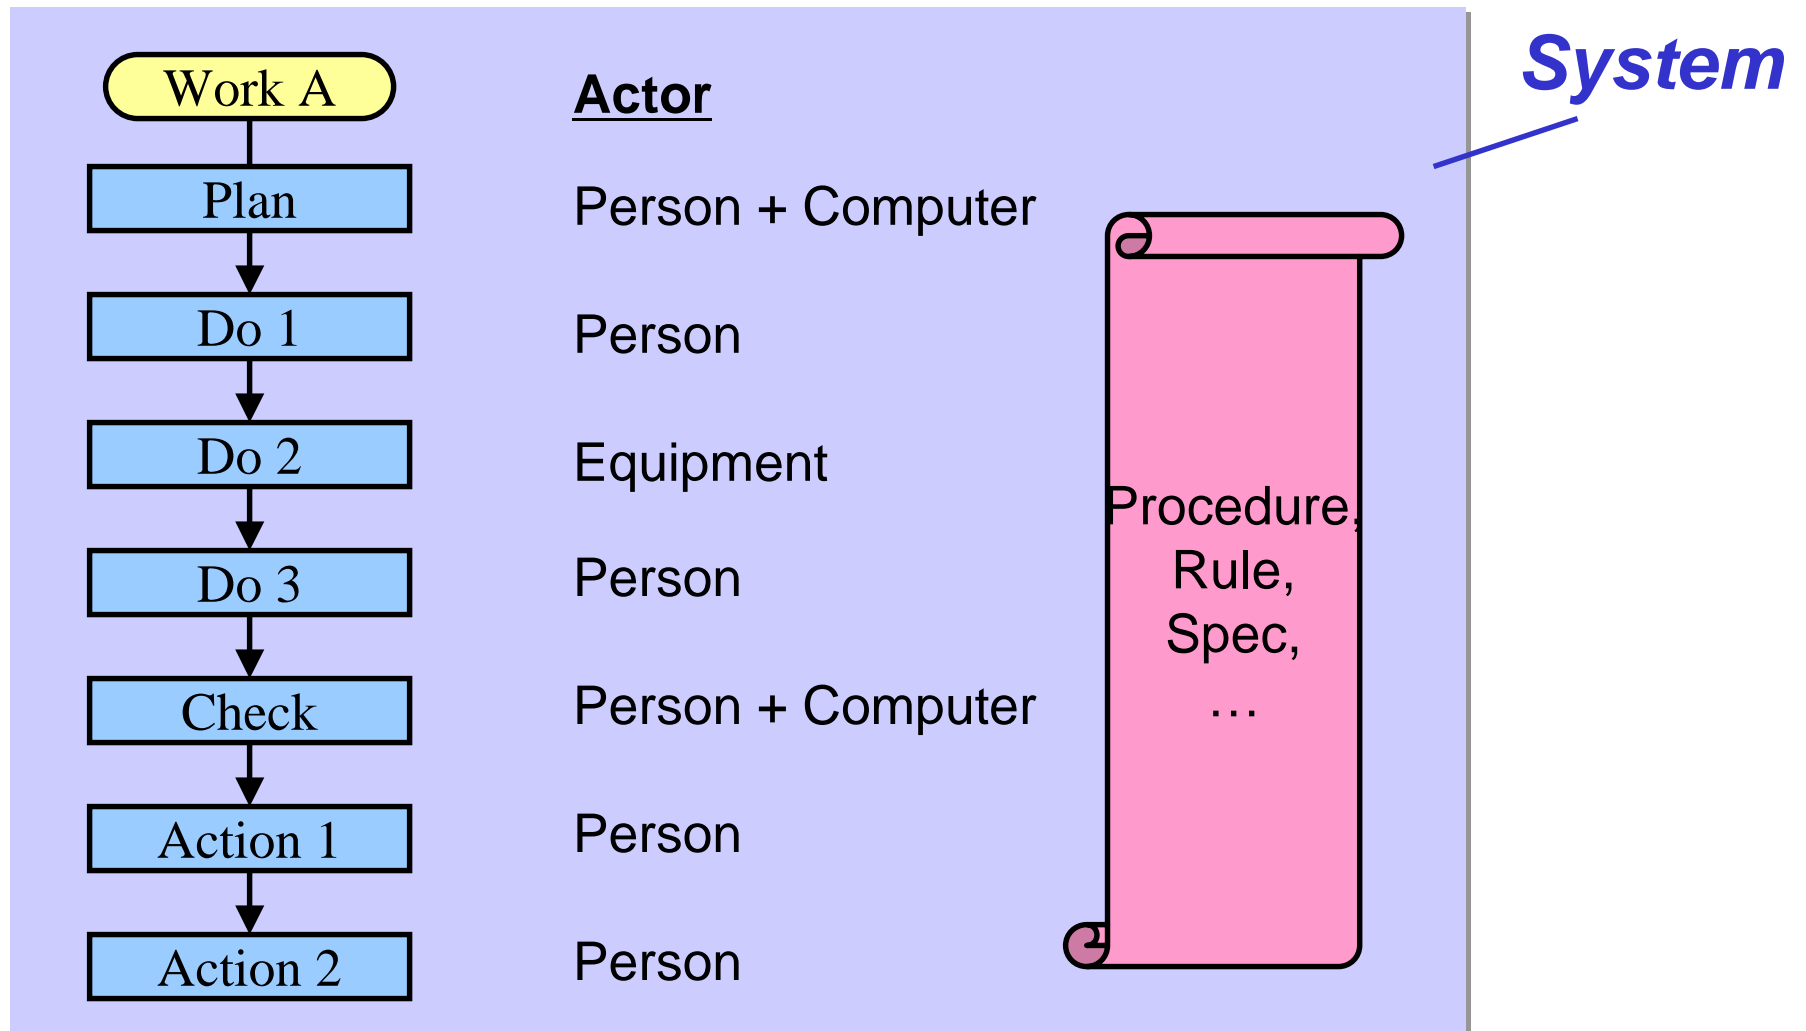 System
Work A
Actor
Plan
Person + Computer
Do 1
Person
Do 2
Equipment
Do 3
Person
Check
Person + Computer
Action 1
Person
Action 2
Person
Procedure,
Rule,
Spec,
…